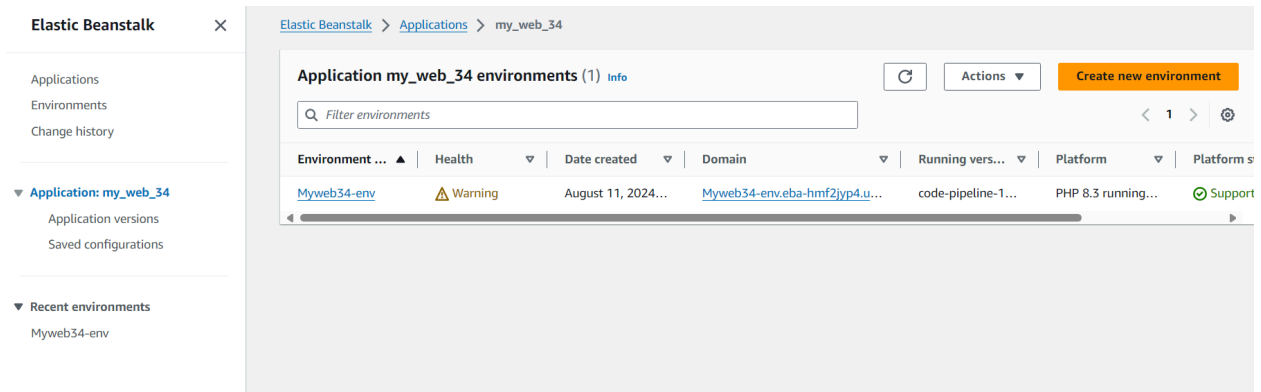 Elastic Beanstalk
Applications
Environments
Change history
Application: my_web_34
Application versions
Saved configurations
Recent environments
Myweb34-env
Elastic Beanstalk > Applications > my_web_34
Application my_web_34 environments (1) Info
Actions
Create new environment
Filter environments
1
Environment ... Health Date created Domain Running vers... Platform Platform s
Myweb34-env Warning August 11, 2024... Myweb34-env.eba-hmf2jyp4.u... code-pipeline-1... PHP 8.3 running... Support